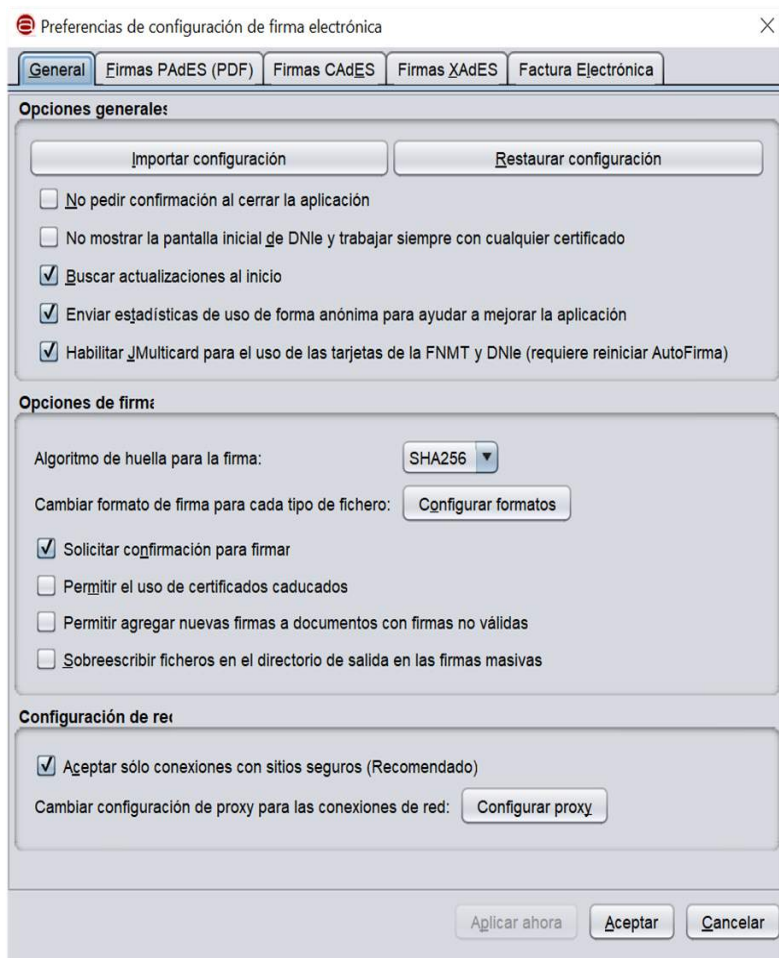 Preferencias de configuración de firma electrónica
General Firmas PAdES (PDF) Firmas CAdES Firmas XAdES Factura Electrónica
Opciones generales
Importar configuración Restaurar configuración
No pedir confirmación al cerrar la aplicación
No mostrar la pantalla inicial de DNIe y trabajar siempre con cualquier certificado
Buscar actualizaciones al inicio
Enviar estadísticas de uso de forma anónima para ayudar a mejorar la aplicación
Habilitar JMulticard para el uso de las tarjetas de la FNMT y DNIe (requiere reiniciar AutoFirma)
Opciones de firma
Algoritmo de huella para la firma: SHA256
Cambiar formato de firma para cada tipo de fichero: Configurar formatos
Solicitar confirmación para firmar
Permitir el uso de certificados caducados
Permitir agregar nuevas firmas a documentos con firmas no válidas
Sobreescribir ficheros en el directorio de salida en las firmas masivas
Configuración de red
Aceptar sólo conexiones con sitios seguros (Recomendado)
Cambiar configuración de proxy para las conexiones de red: Configurar proxy
Aplicar ahora Aceptar Cancelar